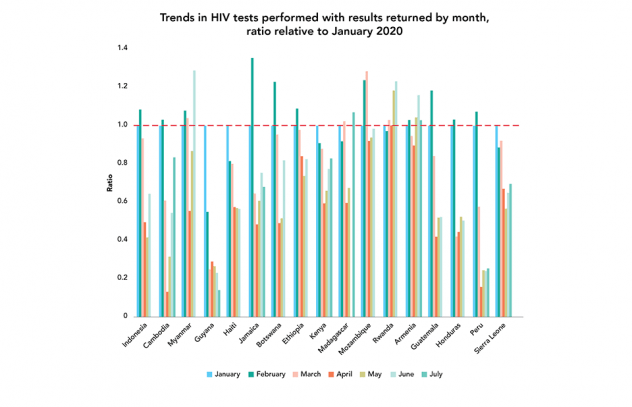 Trends in HIV tests performed with results returned by month,
ratio relative to January 2020
1.4
1.2
1.0
0.8
0.6
0.4
0.2
0
Ratio
Indonesia
Cambodia
Myanmar
Guyana
Haiti
Jamaica
Botswana
Ethiopia
Kenya
Madagascar
Mozambique
Rwanda
Armenia
Guatemala
Honduras
Peru
Sierra Leone
January February March April May June July